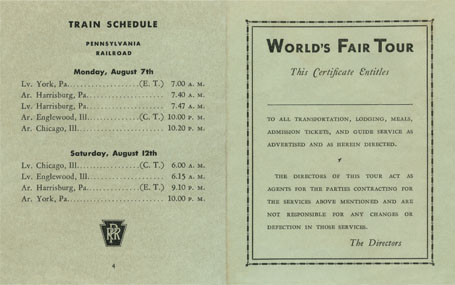 TRAIN SCHEDULE
PENNSYLVANIA
RAILROAD
Monday, August 7th
Lv. York, Pa....................(E. T.) 7.00 A. M.
Ar. Harrisburg, Pa........................ 7.40 A. M.
Lv. Harrisburg, Pa........................ 7.47 A. M.
Ar. Englewood, Ill...............(C. T.) 10.00 P. M.
Ar. Chicago, Ill........................... 10.20 P. M.
Saturday, August 12th
Lv. Chicago, Ill..................(C. T.) 6.00 A. M.
Lv. Englewood, Ill........................ 6.15 A. M.
Ar. Harrisburg, Pa...............(E. T.) 9.10 P. M.
Ar. York, Pa.............................. 10.00 P. M.
PRR
4
WORLD'S FAIR TOUR
This Certificate Entitles
TO ALL TRANSPORTATION, LODGING, MEALS,
ADMISSION TICKETS, AND GUIDE SERVICE AS
ADVERTISED AND AS HEREIN DESCRIBED.
THE DIRECTORS OF THIS TOUR ACT AS
AGENTS FOR THE PARTIES CONTRACTING FOR
THE SERVICES ABOVE MENTIONED AND ARE
NOT RESPONSIBLE FOR ANY CHANGES OR
DEFECTION IN THOSE SERVICES.
The Directors